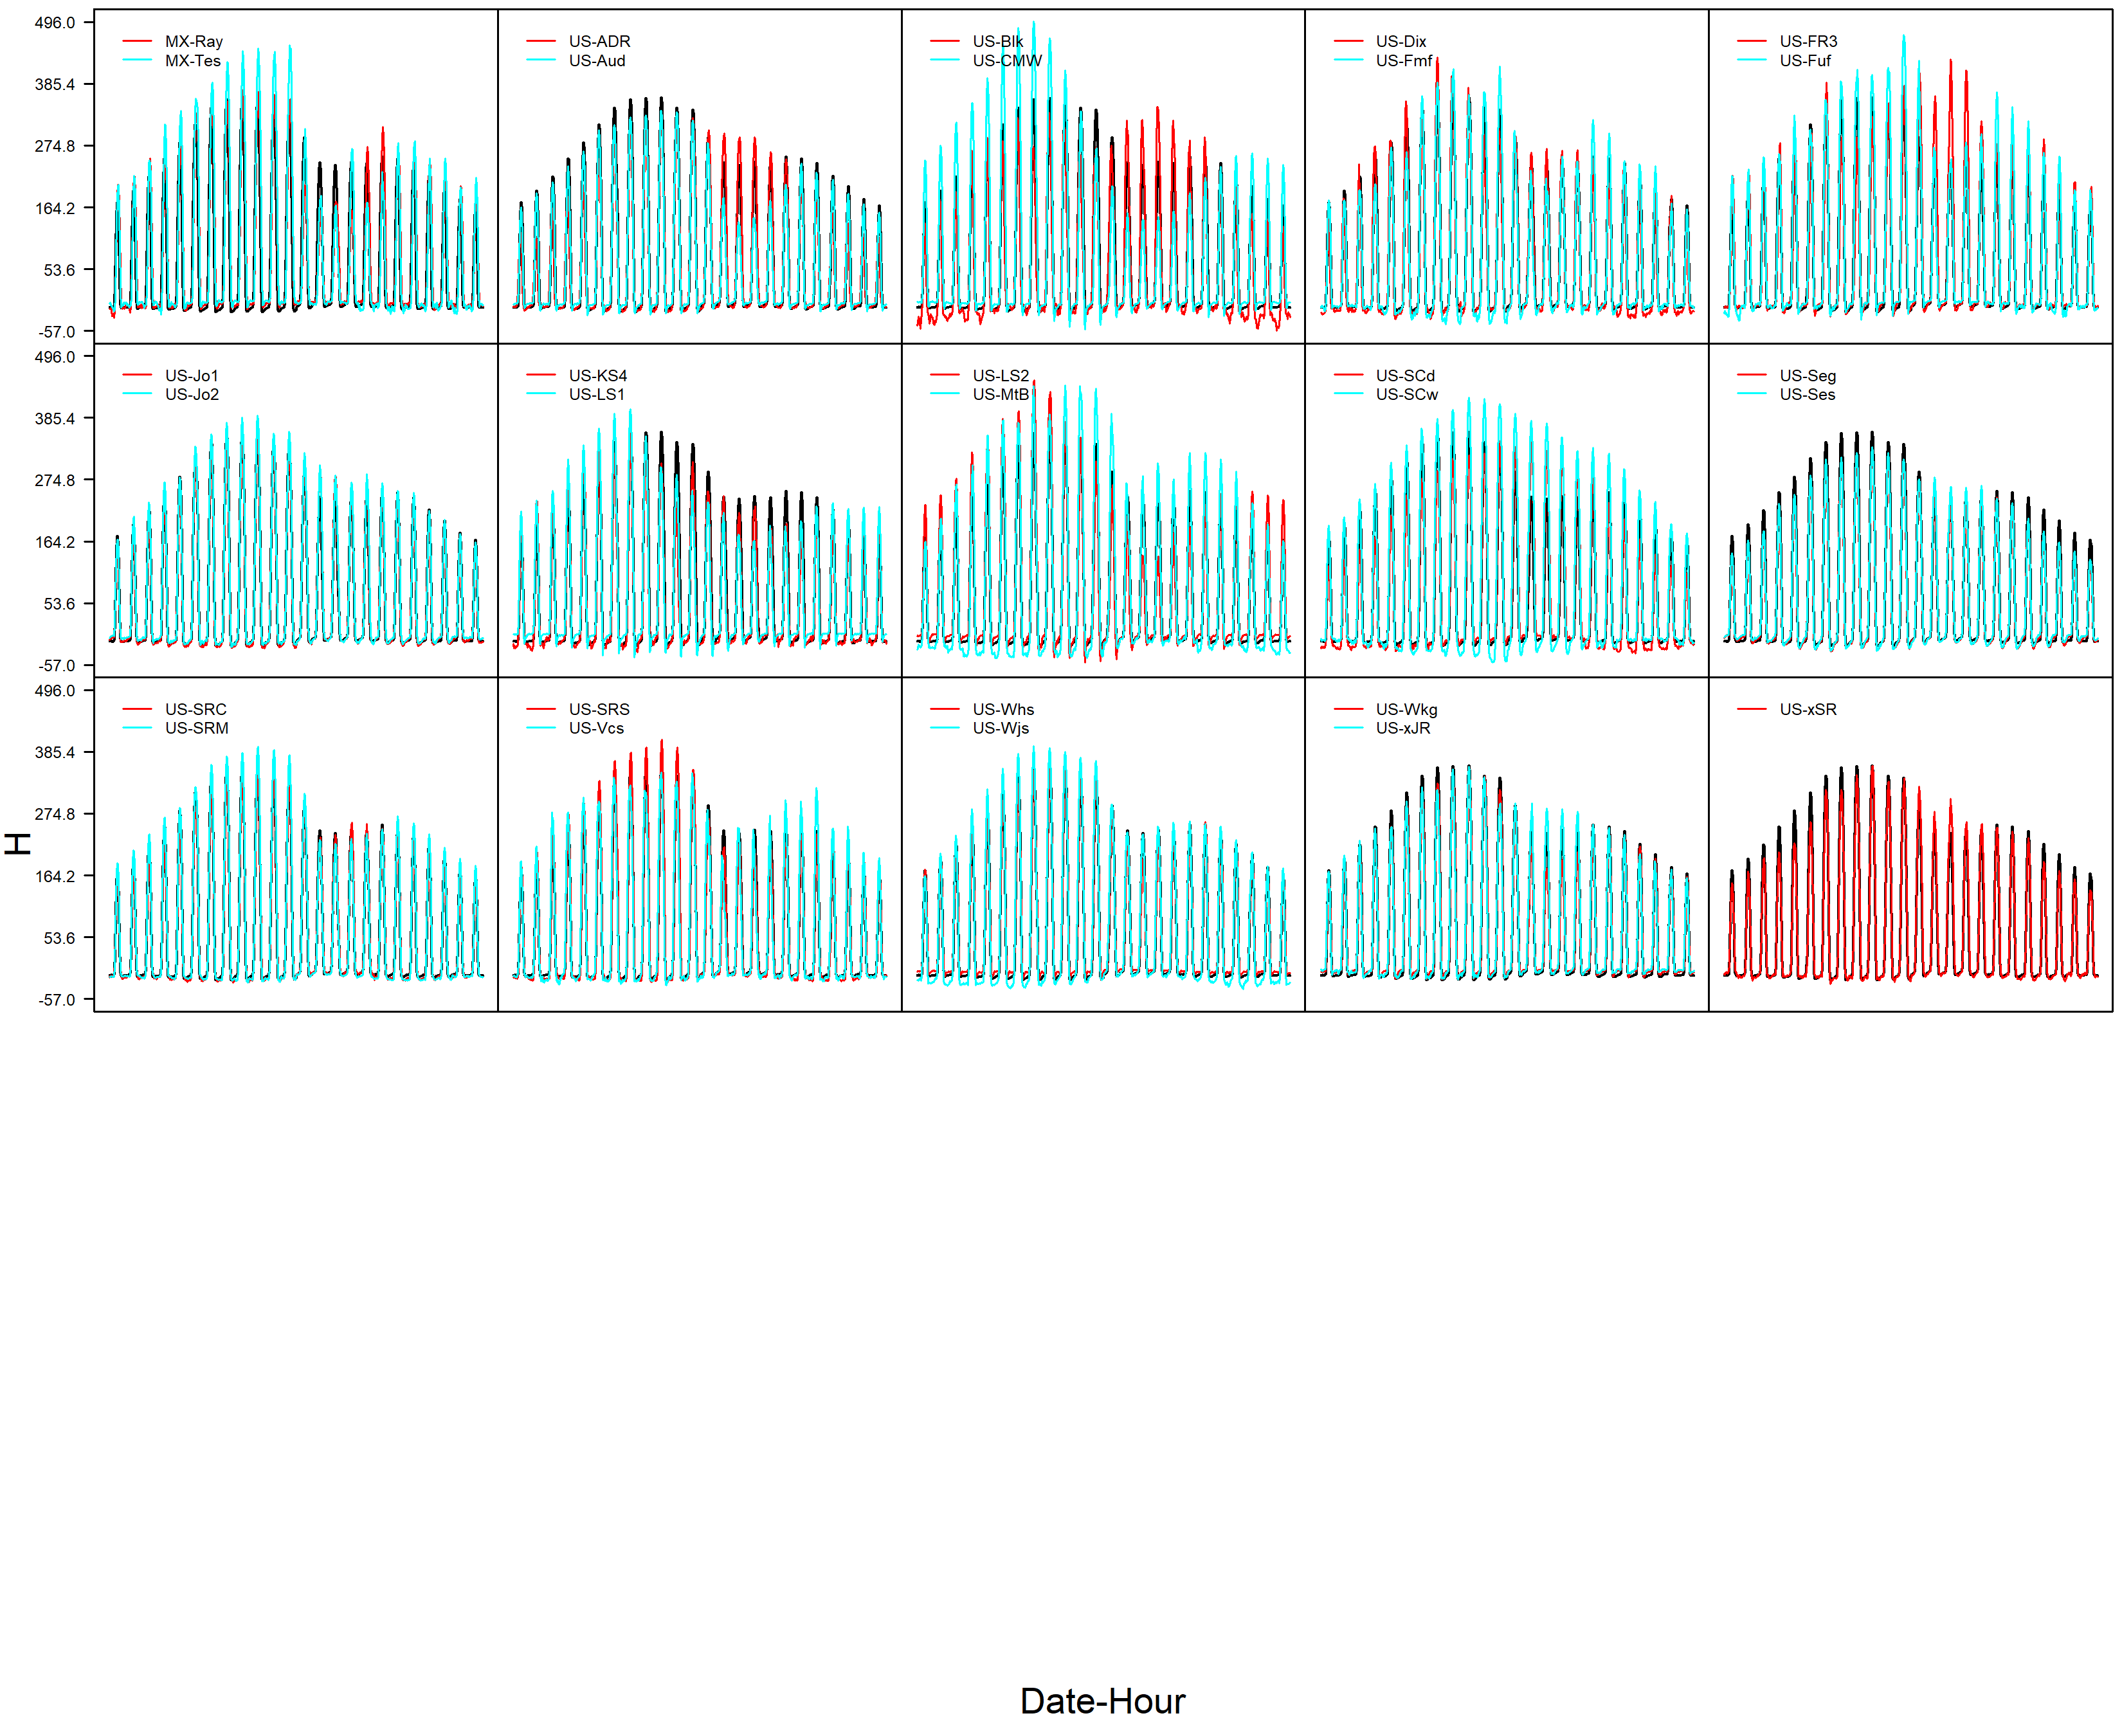 496.0
385.4
274.8
164.2
53.6
-57.0
MX-Ray
MX-Tes
US-ADR
US-Aud
US-Blk
US-CMW
US-Dix
US-Fmf
US-FR3
US-Fuf
496.0
385.4
274.8
164.2
53.6
-57.0
US-Jo1
US-Jo2
US-KS4
US-LS1
US-LS2
US-MtB
US-SCd
US-SCw
US-Seg
US-Ses
496.0
385.4
274.8
164.2
53.6
-57.0
US-SRC
US-SRM
US-SRS
US-Vcs
US-Whs
US-Wjs
US-Wkg
US-xJR
US-xSR
H
Date-Hour